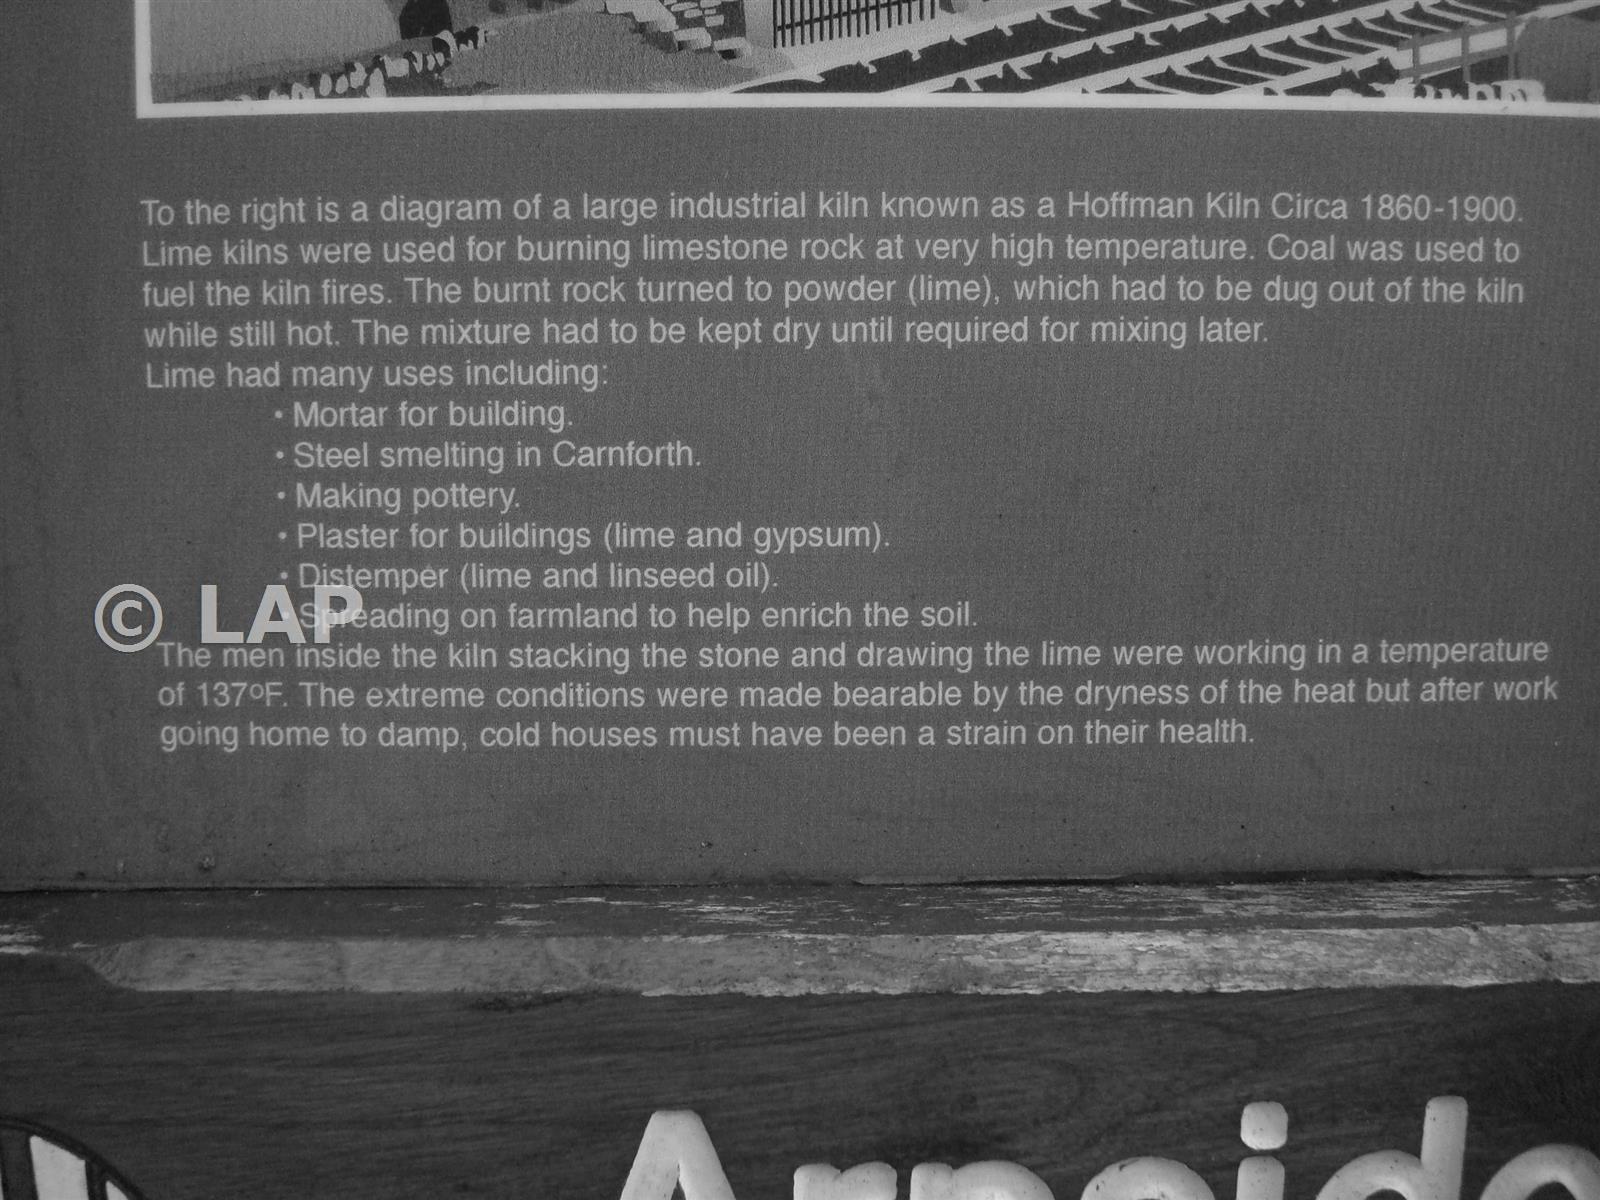 To the right is a diagram of a large industrial kiln known as a Hoffman Kiln Circa 1860-1900.
Lime kilns were used for burning limestone rock at very high temperature. Coal was used to
fuel the kiln fires. The burnt rock turned to powder (lime), which had to be dug out of the kiln
while still hot. The mixture had to be kept dry until required for mixing later.
Lime had many uses including:
• Mortar for building.
• Steel smelting in Carnforth.
• Making pottery.
• Plaster for buildings (lime and gypsum).
• Distemper (lime and linseed oil).
• Spreading on farmland to help enrich the soil.
© LAP
The men inside the kiln stacking the stone and drawing the lime were working in a temperature
of 137ºF. The extreme conditions were made bearable by the dryness of the heat but after work
going home to damp, cold houses must have been a strain on their health.